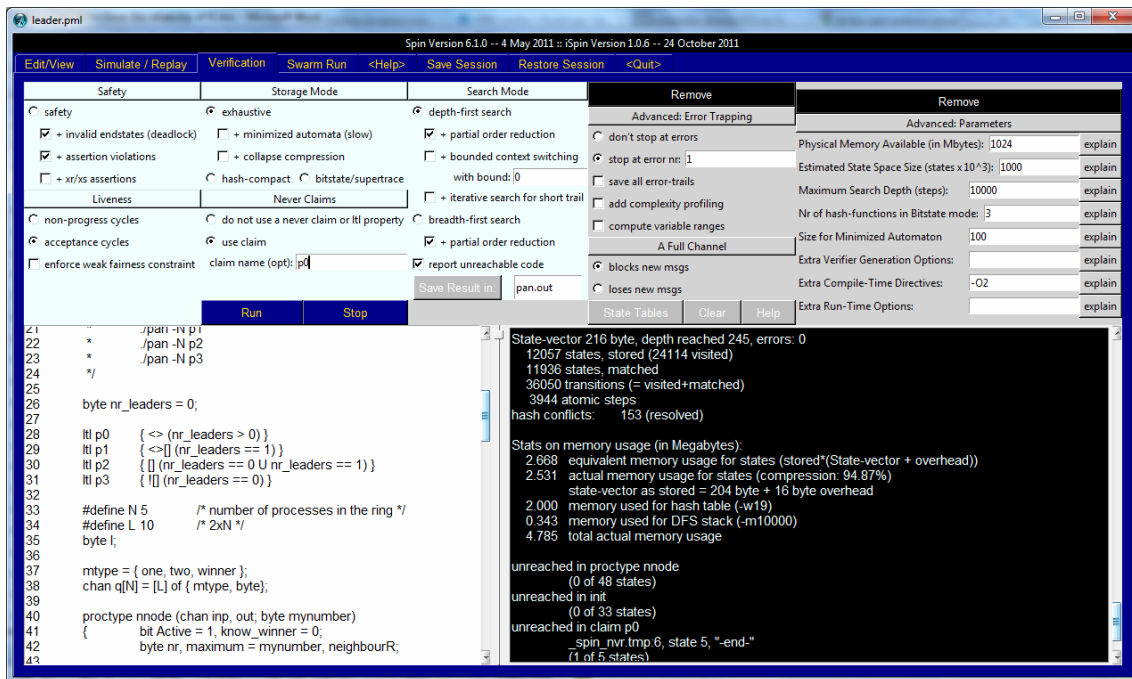 leader.pml
Spin Version 6.1.0 -- 4 May 2011 :: iSpin Version 1.0.6 -- 24 October 2011
Edit/View Simulate / Replay Verification Swarm Run <Help> Save Session Restore Session <Quit>
Safety
safety
+ invalid endstates (deadlock)
+ assertion violations
+ xr/xs assertions
Liveness
non-progress cycles
acceptance cycles
enforce weak fairness constraint
Storage Mode
exhaustive
+ minimized automata (slow)
+ collapse compression
hash-compact bitstate/supertrace
Never Claims
do not use a never claim or ltl property
use claim
claim name (opt): p0
Run Stop
Search Mode
depth-first search
+ partial order reduction
+ bounded context switching
with bound: 0
+ iterative search for short trail
breadth-first search
+ partial order reduction
report unreachable code
Save Result in: pan.out
Remove
Advanced: Error Trapping
don't stop at errors
stop at error nr: 1
save all error-trails
add complexity profiling
compute variable ranges
A Full Channel
blocks new msgs
loses new msgs
State Tables Clear Help
Remove
Advanced: Parameters
Physical Memory Available (in Mbytes): 1024 explain
Estimated State Space Size (states x 10^3): 1000 explain
Maximum Search Depth (steps): 10000 explain
Nr of hash-functions in Bitstate mode: 3 explain
Size for Minimized Automaton 100 explain
Extra Verifier Generation Options: explain
Extra Compile-Time Directives: -O2 explain
Extra Run-Time Options: explain
21 * ./pan -N p1
22 * ./pan -N p2
23 * ./pan -N p3
24 */
25
26 byte nr_leaders = 0;
27
28 ltl p0 { <> (nr_leaders > 0) }
29 ltl p1 { <>[] (nr_leaders == 1) }
30 ltl p2 { [] (nr_leaders == 0 U nr_leaders == 1) }
31 ltl p3 { ![] (nr_leaders == 0) }
32
33 #define N 5 /* number of processes in the ring */
34 #define L 10 /* 2xN */
35 byte I;
36
37 mtype = { one, two, winner };
38 chan q[N] = [L] of { mtype, byte};
39
40 proctype nnode (chan inp, out; byte mynumber)
41 { bit Active = 1, know_winner = 0;
42 byte nr, maximum = mynumber, neighbourR;
43
State-vector 216 byte, depth reached 245, errors: 0
12057 states, stored (24114 visited)
11936 states, matched
36050 transitions (= visited+matched)
3944 atomic steps
hash conflicts: 153 (resolved)
Stats on memory usage (in Megabytes):
2.668 equivalent memory usage for states (stored*(State-vector + overhead))
2.531 actual memory usage for states (compression: 94.87%)
state-vector as stored = 204 byte + 16 byte overhead
2.000 memory used for hash table (-w19)
0.343 memory used for DFS stack (-m10000)
4.785 total actual memory usage
unreached in proctype nnode
(0 of 48 states)
unreached in init
(0 of 33 states)
unreached in claim p0
_spin_nvr.tmp:6, state 5, "-end-"
(1 of 5 states)